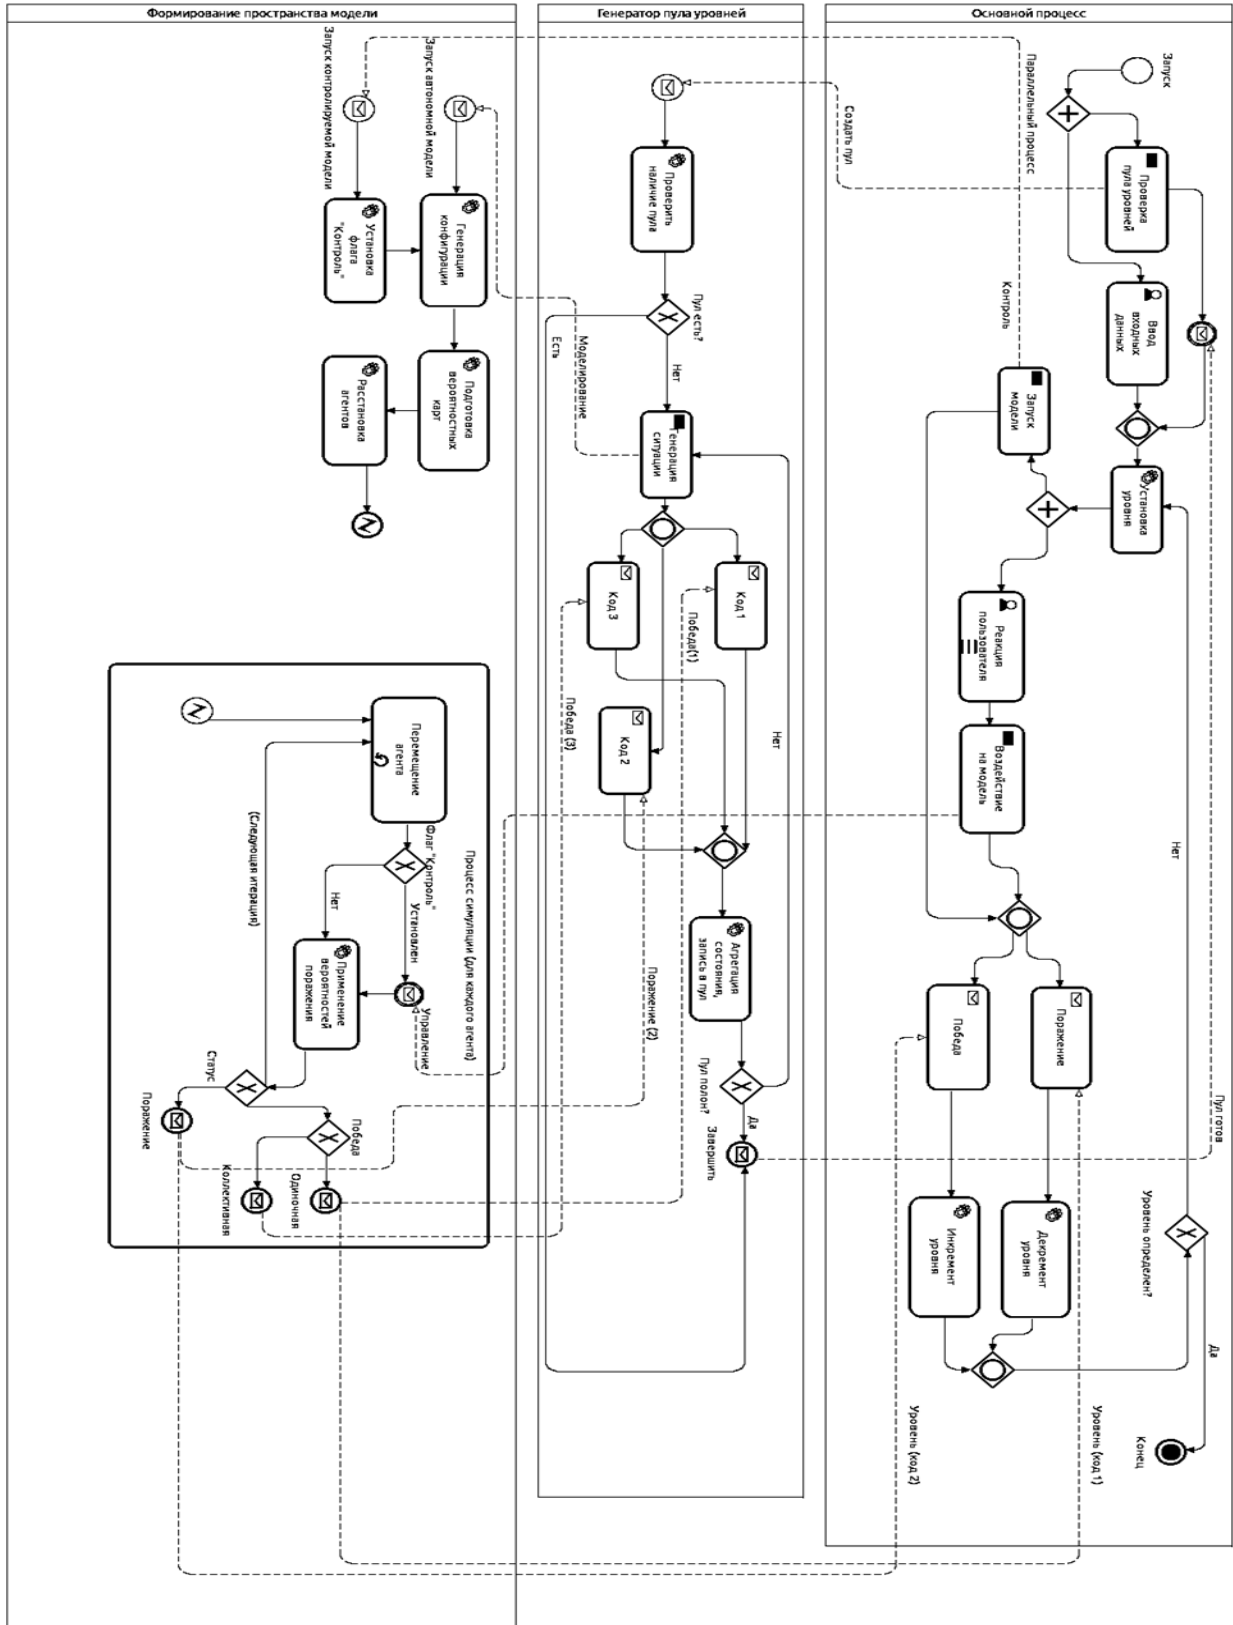 Основной процесс
Запуск
Проверка
пула уровней
Ввод
входных
данных
Параллельный процесс
Контроль
Запуск
модели
Установка
уровня
Реакция
пользователя
Воздействие
на модель
Нет
Поражение
Победа
Декремент
уровня
Инкремент
уровня
Уровень определен?
Да
Конец
Пул готов
Уровень (код 1)
Уровень (код 2)
Генератор пула уровней
Создать пул
Проверить
наличие пула
Пул есть?
Есть
Нет
Моделирование
Генерация
ситуации
Код 1
Код 3
Код 2
Победа(1)
Победа (3)
Нет
Агрегация
состояния,
запись в пул
Поражение (2)
Пул полон?
Да
Завершить
Формирование пространства модели
Запуск автономной модели
Запуск контролируемой модели
Генерация
конфигурации
Установка
флага
"Контроль"
Подготовка
вероятностных
карт
Расстановка
агентов
Процесс симуляции (для каждого агента)
Перемещение
агента
Флаг "Контроль"
Установлен
Нет
(Следующая итерация)
Управление
Применение
вероятностей
поражения
Статус
Поражение
Победа
Одиночная
Коллективная